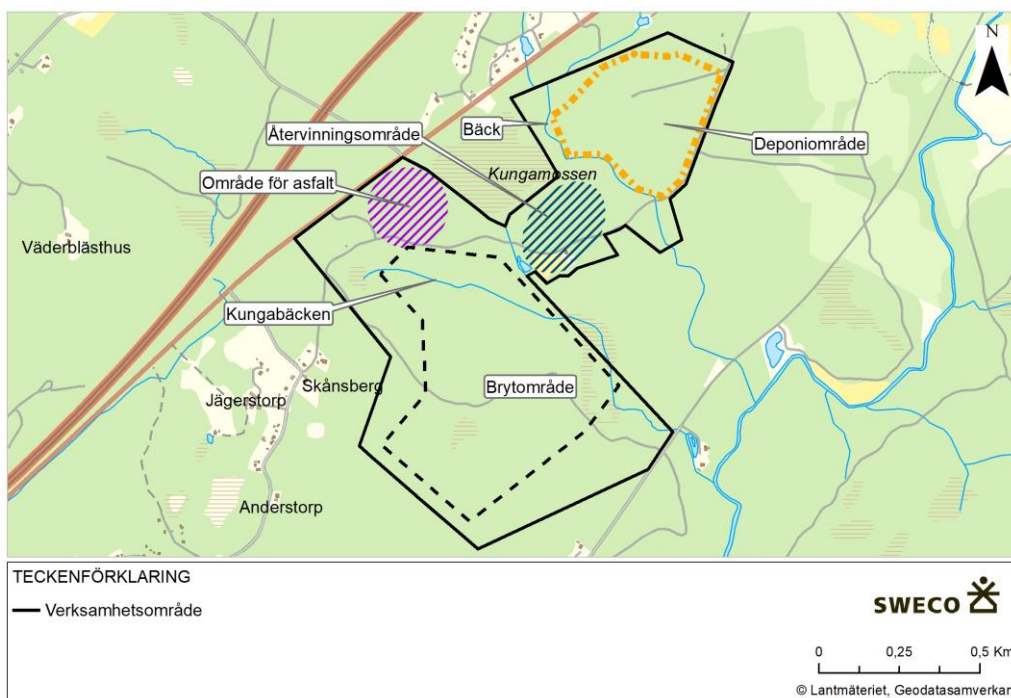 N
Återvinningsområde
Bäck
Deponiområde
Kungamossen
Område för asfalt
Väderblästhus
Kungabäcken
Skånsberg
Brytområde
Jägerstorp
Anderstorp
TECKENFÖRKLARING
Verksamhetsområde
SWECO
0 0,25 0,5 Km
© Lantmäteriet, Geodatasamverkan